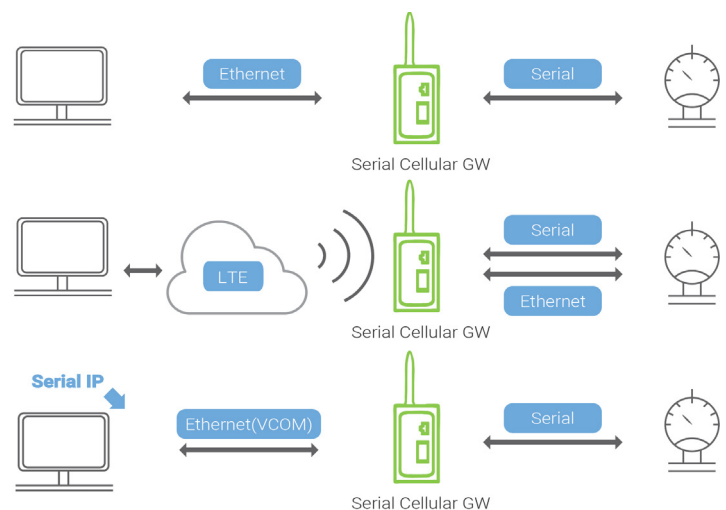 Ethernet
Serial
Serial Cellular GW
LTE
Serial
Ethernet
Serial Cellular GW
Serial IP
Ethernet(VCOM)
Serial
Serial Cellular GW